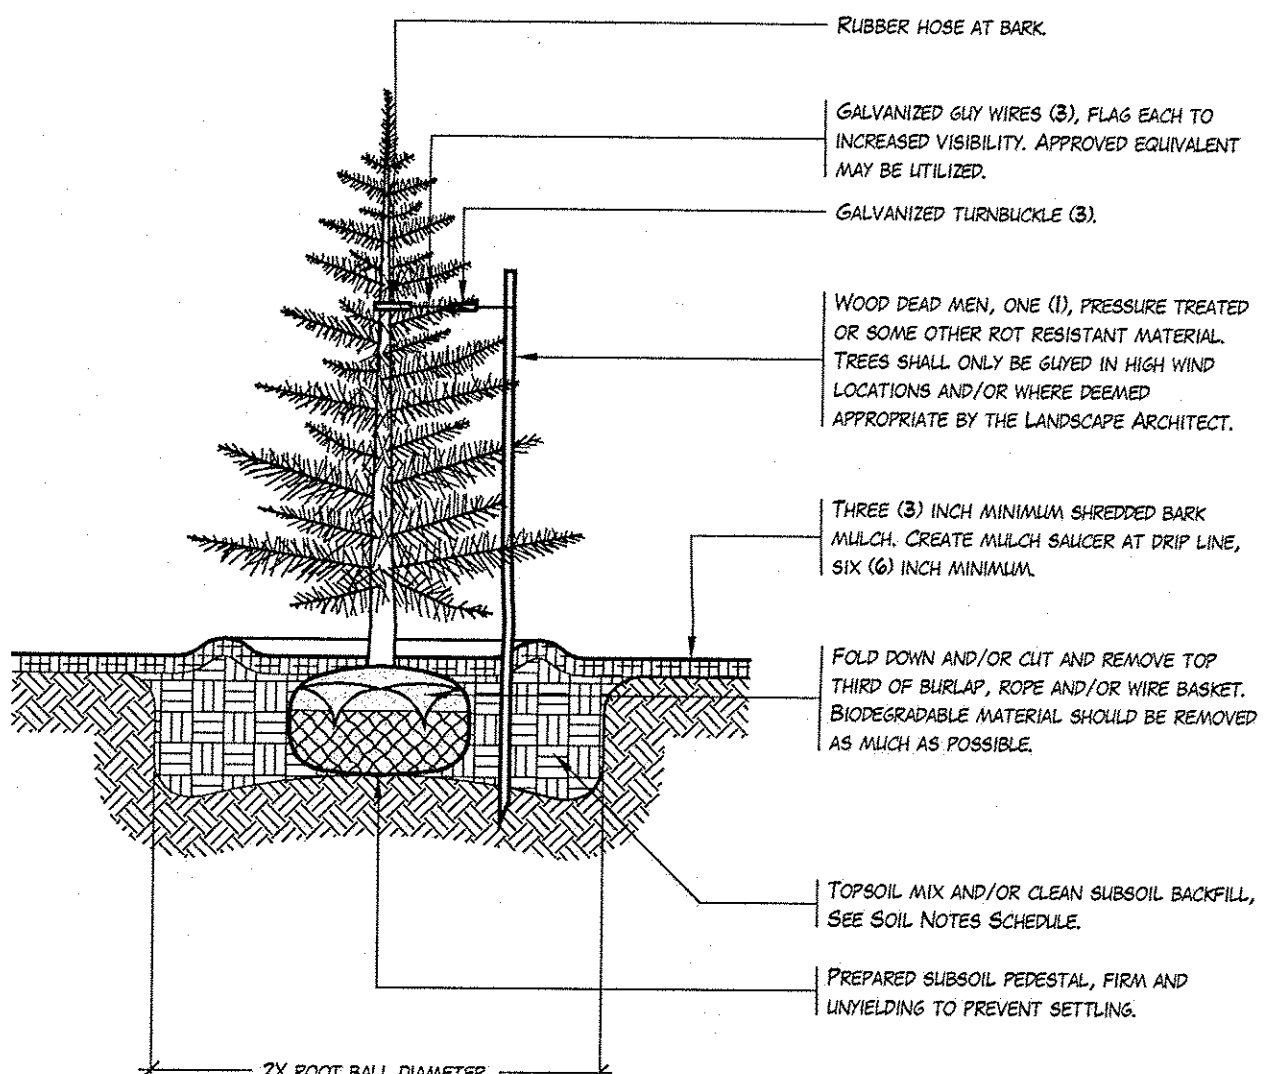 RUBBER HOSE AT BARK.
GALVANIZED GUY WIRES (3), FLAG EACH TO
INCREASED VISIBILITY. APPROVED EQUIVALENT
MAY BE UTILIZED.
GALVANIZED TURNBUCKLE (3).
WOOD DEAD MEN, ONE (1), PRESSURE TREATED
OR SOME OTHER ROT RESISTANT MATERIAL.
TREES SHALL ONLY BE GUYED IN HIGH WIND
LOCATIONS AND/OR WHERE DEEMED
APPROPRIATE BY THE LANDSCAPE ARCHITECT.
THREE (3) INCH MINIMUM SHREDDED BARK
MULCH. CREATE MULCH SAUCER AT DRIP LINE,
SIX (6) INCH MINIMUM.
FOLD DOWN AND/OR CUT AND REMOVE TOP
THIRD OF BURLAP, ROPE AND/OR WIRE BASKET.
BIODEGRADABLE MATERIAL SHOULD BE REMOVED
AS MUCH AS POSSIBLE.
TOPSOIL MIX AND/OR CLEAN SUBSOIL BACKFILL,
SEE SOIL NOTES SCHEDULE.
PREPARED SUBSOIL PEDESTAL, FIRM AND
UNYIELDING TO PREVENT SETTLING.
2X ROOT BALL DIAMETER